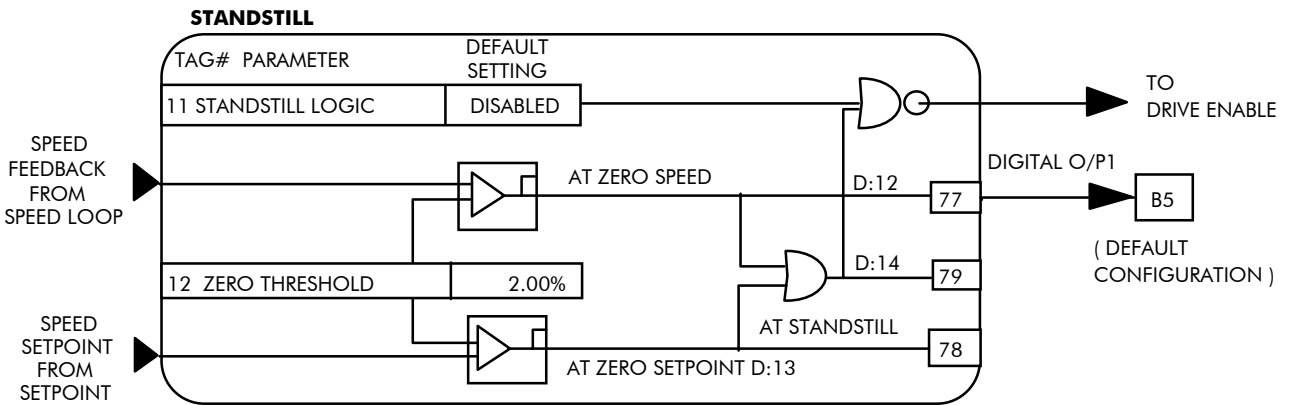 STANDSTILL
TAG# PARAMETER
DEFAULT
SETTING
11 STANDSTILL LOGIC
DISABLED
TO
DRIVE ENABLE
SPEED
FEEDBACK
FROM
SPEED LOOP
AT ZERO SPEED
D:12
77
DIGITAL O/P1
B5
( DEFAULT
CONFIGURATION )
12 ZERO THRESHOLD
2.00%
D:14
79
SPEED
SETPOINT
FROM
SETPOINT
AT STANDSTILL
78
AT ZERO SETPOINT D:13